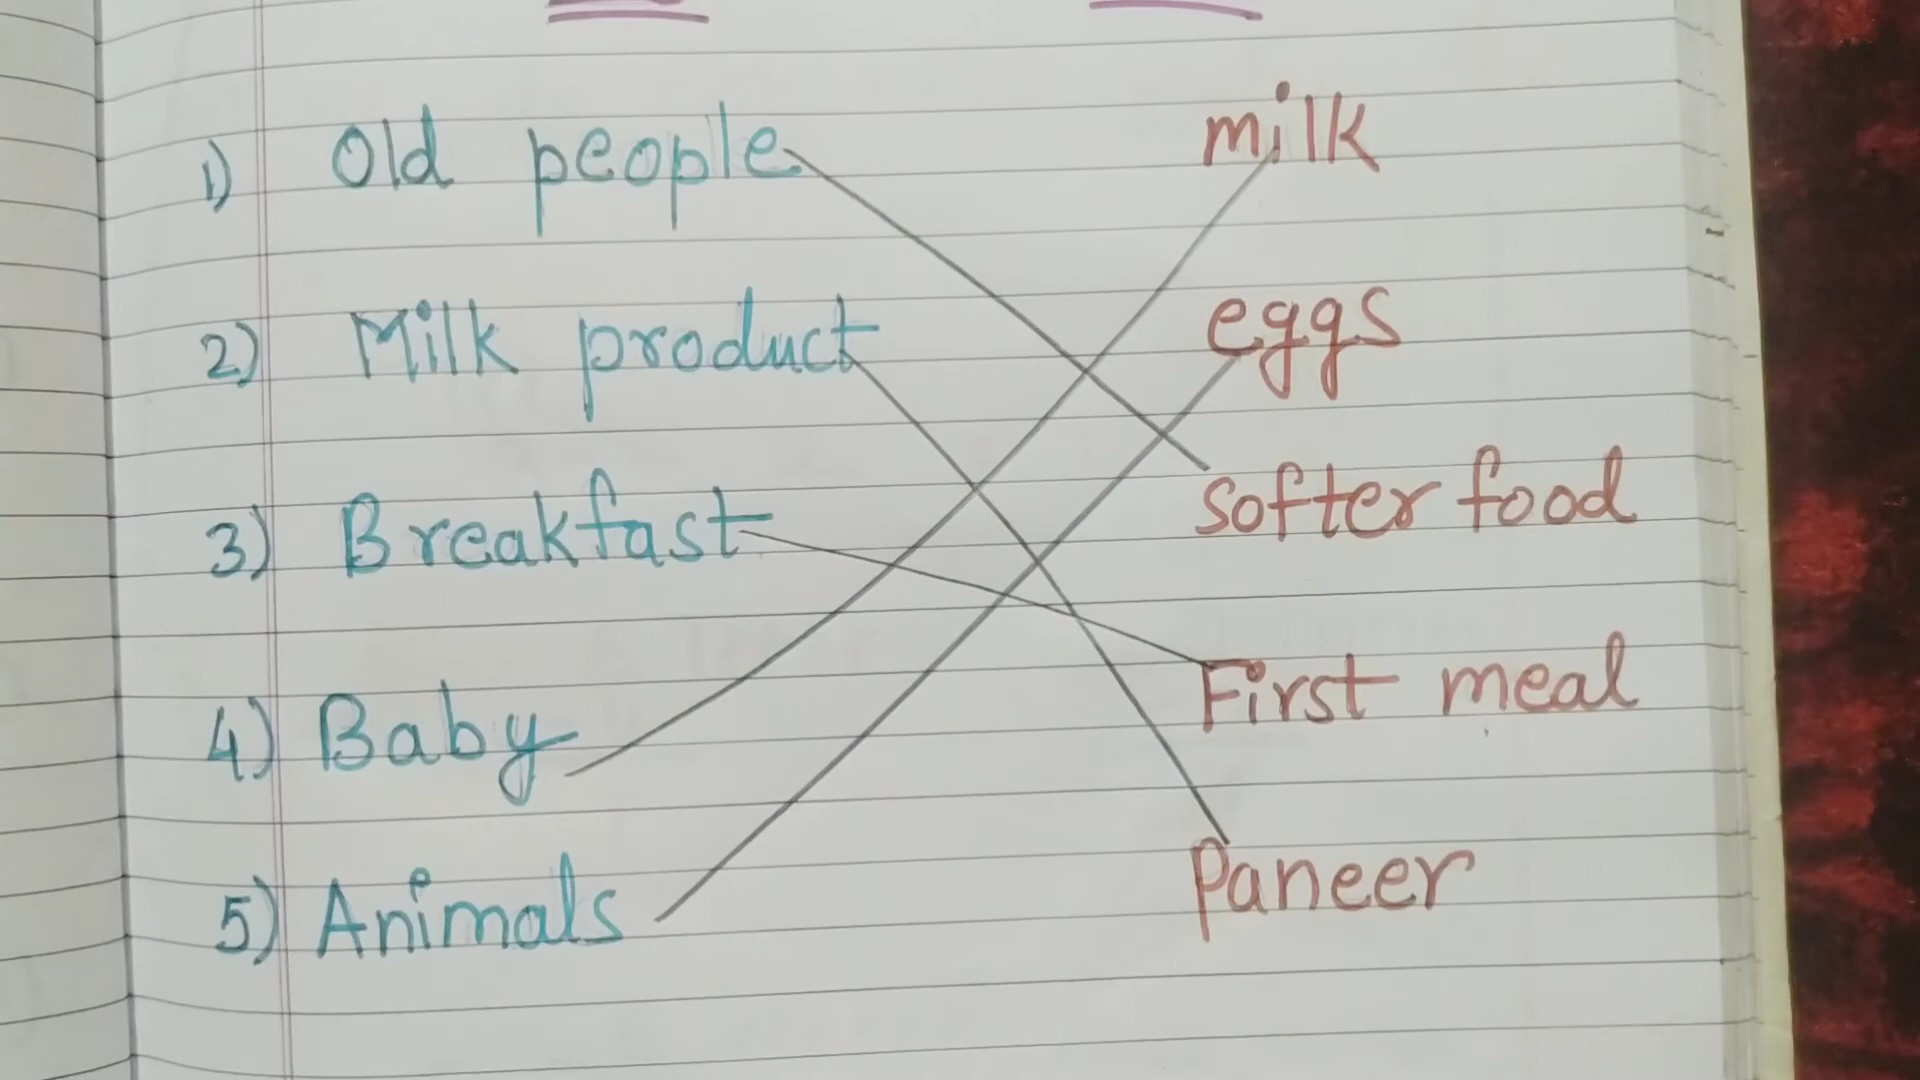 1) Old people milk
2) Milk product eggs
3) Breakfast softer food
4) Baby First meal
5) Animals Paneer